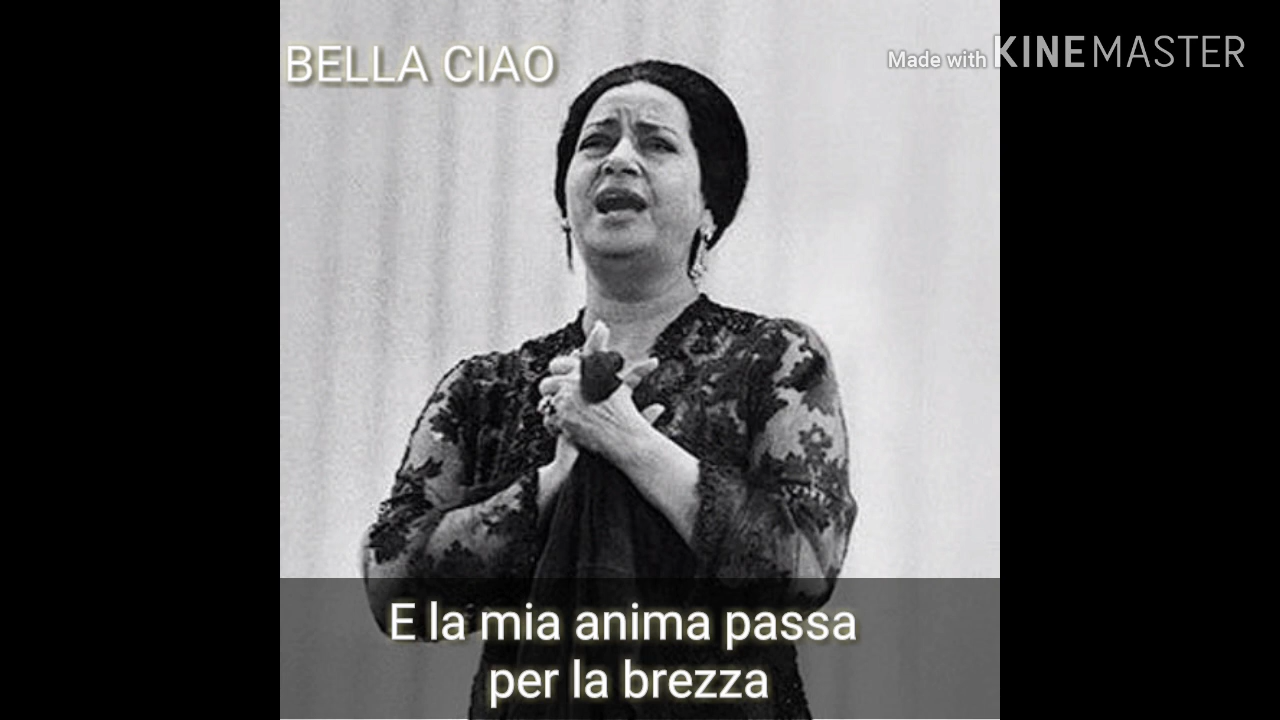 BELLA CIAO
Made with KINEMASTER
E la mia anima passa
per la brezza